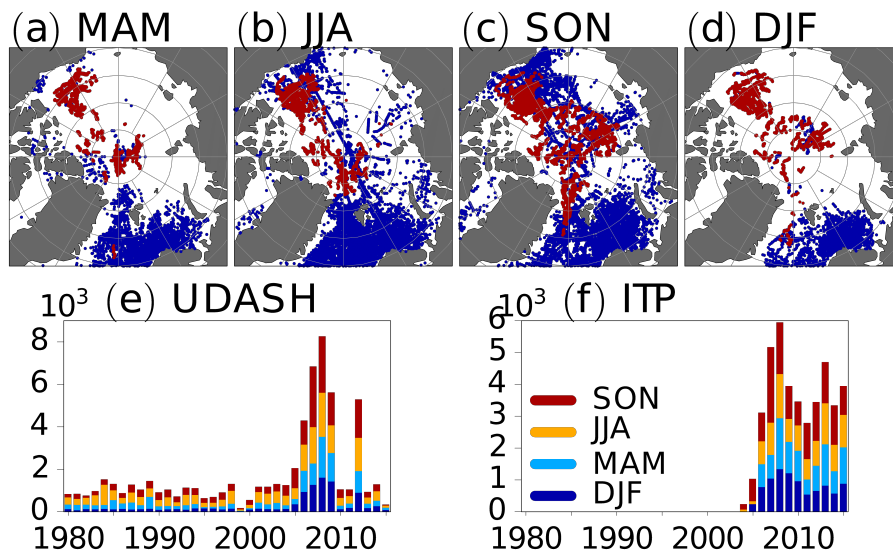 (a) MAM
(b) JJA
(c) SON
(d) DJF
10³ (e) UDASH
8
6
4
2
0
1980 1990 2000 2010
10³ (f) ITP
6
5
4
3
2
1
0
SON
JJA
MAM
DJF
1980 1990 2000 2010